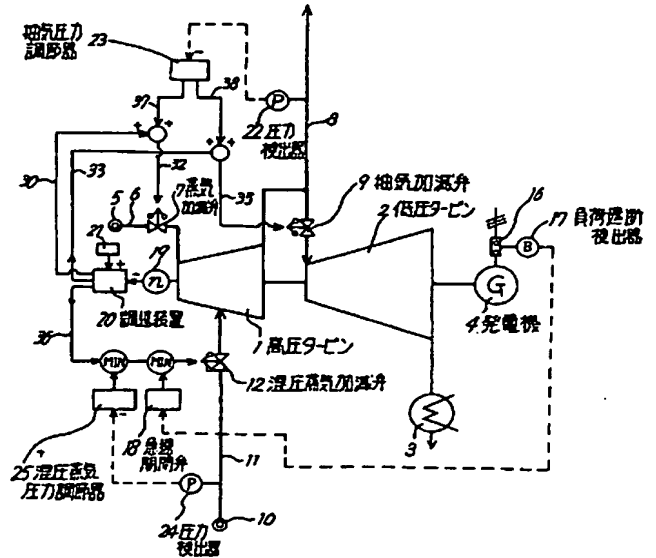 抽気圧力
調節器
23
38
37
P
22 圧力
検出器
8
30
33
32
35
5
6
7 蒸気
加減弁
9 抽気加減弁
2 低圧タービン
16
17 負荷遮断
検出器
B
21
19
n
20 調速装置
G
4 発電機
1 高圧タービン
36
MIN
MIN
12 混圧蒸気加減弁
3
18 急速
開閉弁
11
25 混圧蒸気
圧力調節器
P
24 圧力
検出器
10